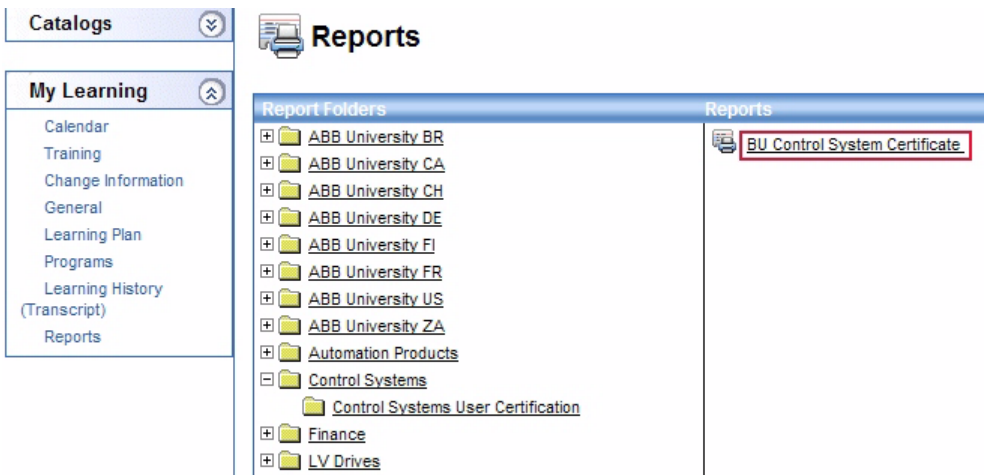 Catalogs
My Learning
Calendar
Training
Change Information
General
Learning Plan
Programs
Learning History
(Transcript)
Reports
Reports
Report Folders
ABB University BR
ABB University CA
ABB University CH
ABB University DE
ABB University FI
ABB University FR
ABB University US
ABB University ZA
Automation Products
Control Systems
Control Systems User Certification
Finance
LV Drives
Reports
BU Control System Certificate